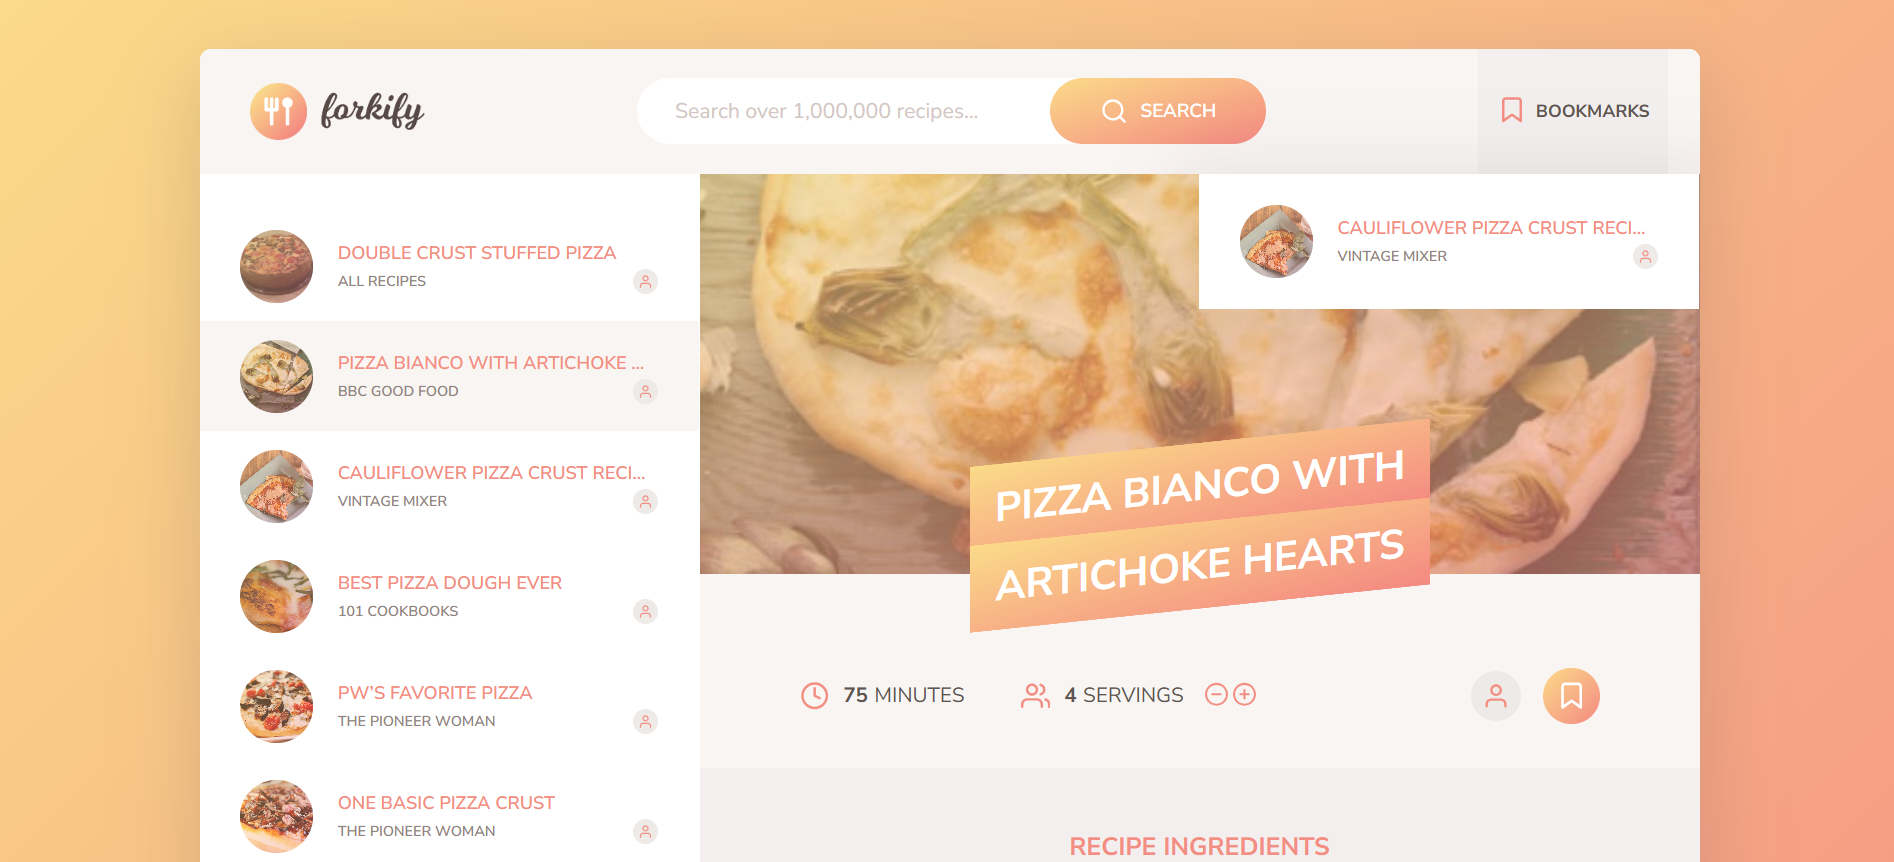 forkify
Search over 1,000,000 recipes...
SEARCH
BOOKMARKS
DOUBLE CRUST STUFFED PIZZA
ALL RECIPES
PIZZA BIANCO WITH ARTICHOKE ...
BBC GOOD FOOD
CAULIFLOWER PIZZA CRUST RECI...
VINTAGE MIXER
BEST PIZZA DOUGH EVER
101 COOKBOOKS
PW'S FAVORITE PIZZA
THE PIONEER WOMAN
ONE BASIC PIZZA CRUST
THE PIONEER WOMAN
CAULIFLOWER PIZZA CRUST RECI...
VINTAGE MIXER
PIZZA BIANCO WITH
ARTICHOKE HEARTS
75 MINUTES
4 SERVINGS
RECIPE INGREDIENTS